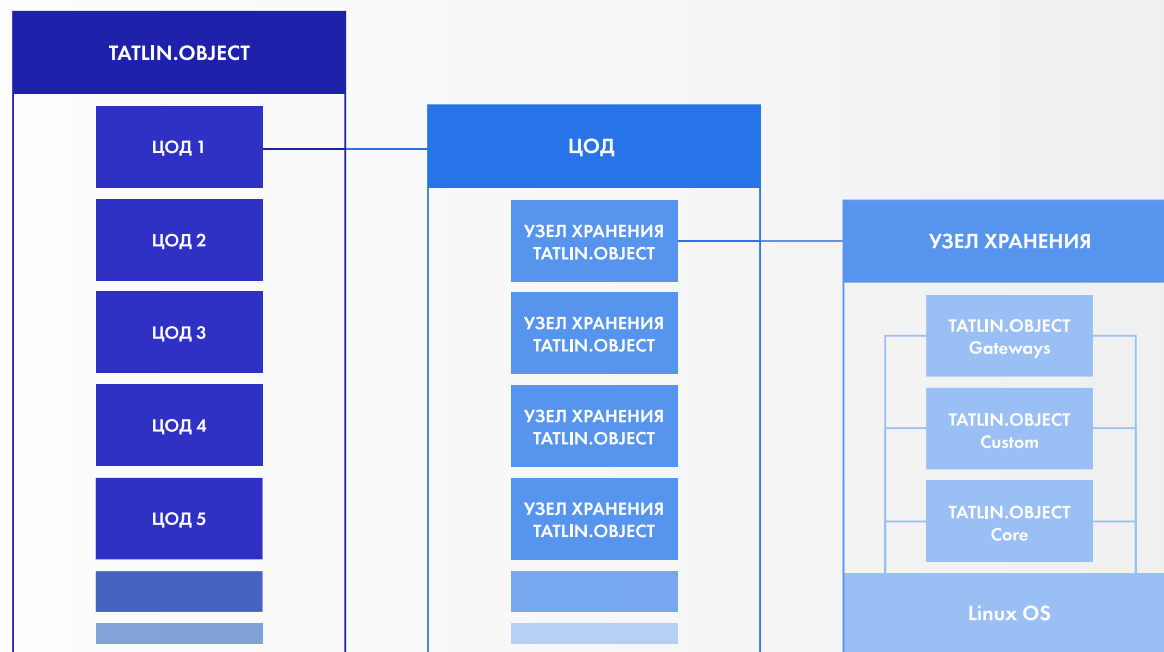 TATLIN.OBJECT
ЦОД 1
ЦОД 2
ЦОД 3
ЦОД 4
ЦОД 5
ЦОД
УЗЕЛ ХРАНЕНИЯ
TATLIN.OBJECT
УЗЕЛ ХРАНЕНИЯ
TATLIN.OBJECT
УЗЕЛ ХРАНЕНИЯ
TATLIN.OBJECT
УЗЕЛ ХРАНЕНИЯ
TATLIN.OBJECT
УЗЕЛ ХРАНЕНИЯ
TATLIN.OBJECT
Gateways
TATLIN.OBJECT
Custom
TATLIN.OBJECT
Core
Linux OS